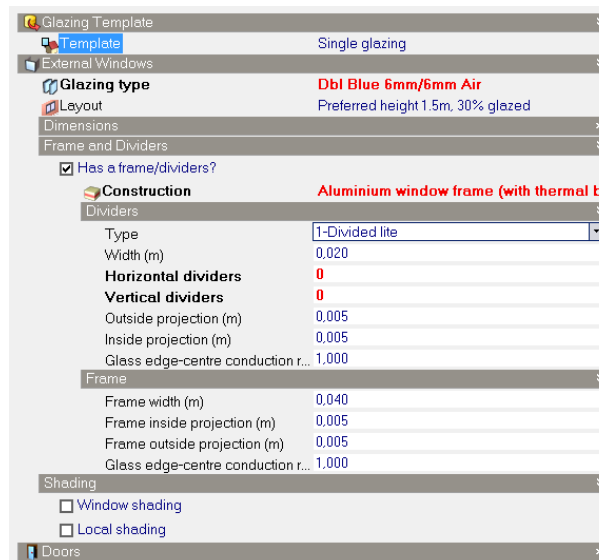 Glazing Template
Template Single glazing
External Windows
Glazing type Dbl Blue 6mm/6mm Air
Layout Preferred height 1.5m, 30% glazed
Dimensions
Frame and Dividers
Has a frame/dividers?
Construction Aluminium window frame (with thermal b
Dividers
Type 1-Divided lite
Width (m) 0,020
Horizontal dividers 0
Vertical dividers 0
Outside projection (m) 0,005
Inside projection (m) 0,005
Glass edge-centre conduction r... 1,000
Frame
Frame width (m) 0,040
Frame inside projection (m) 0,005
Frame outside projection (m) 0,005
Glass edge-centre conduction r... 1,000
Shading
Window shading
Local shading
Doors